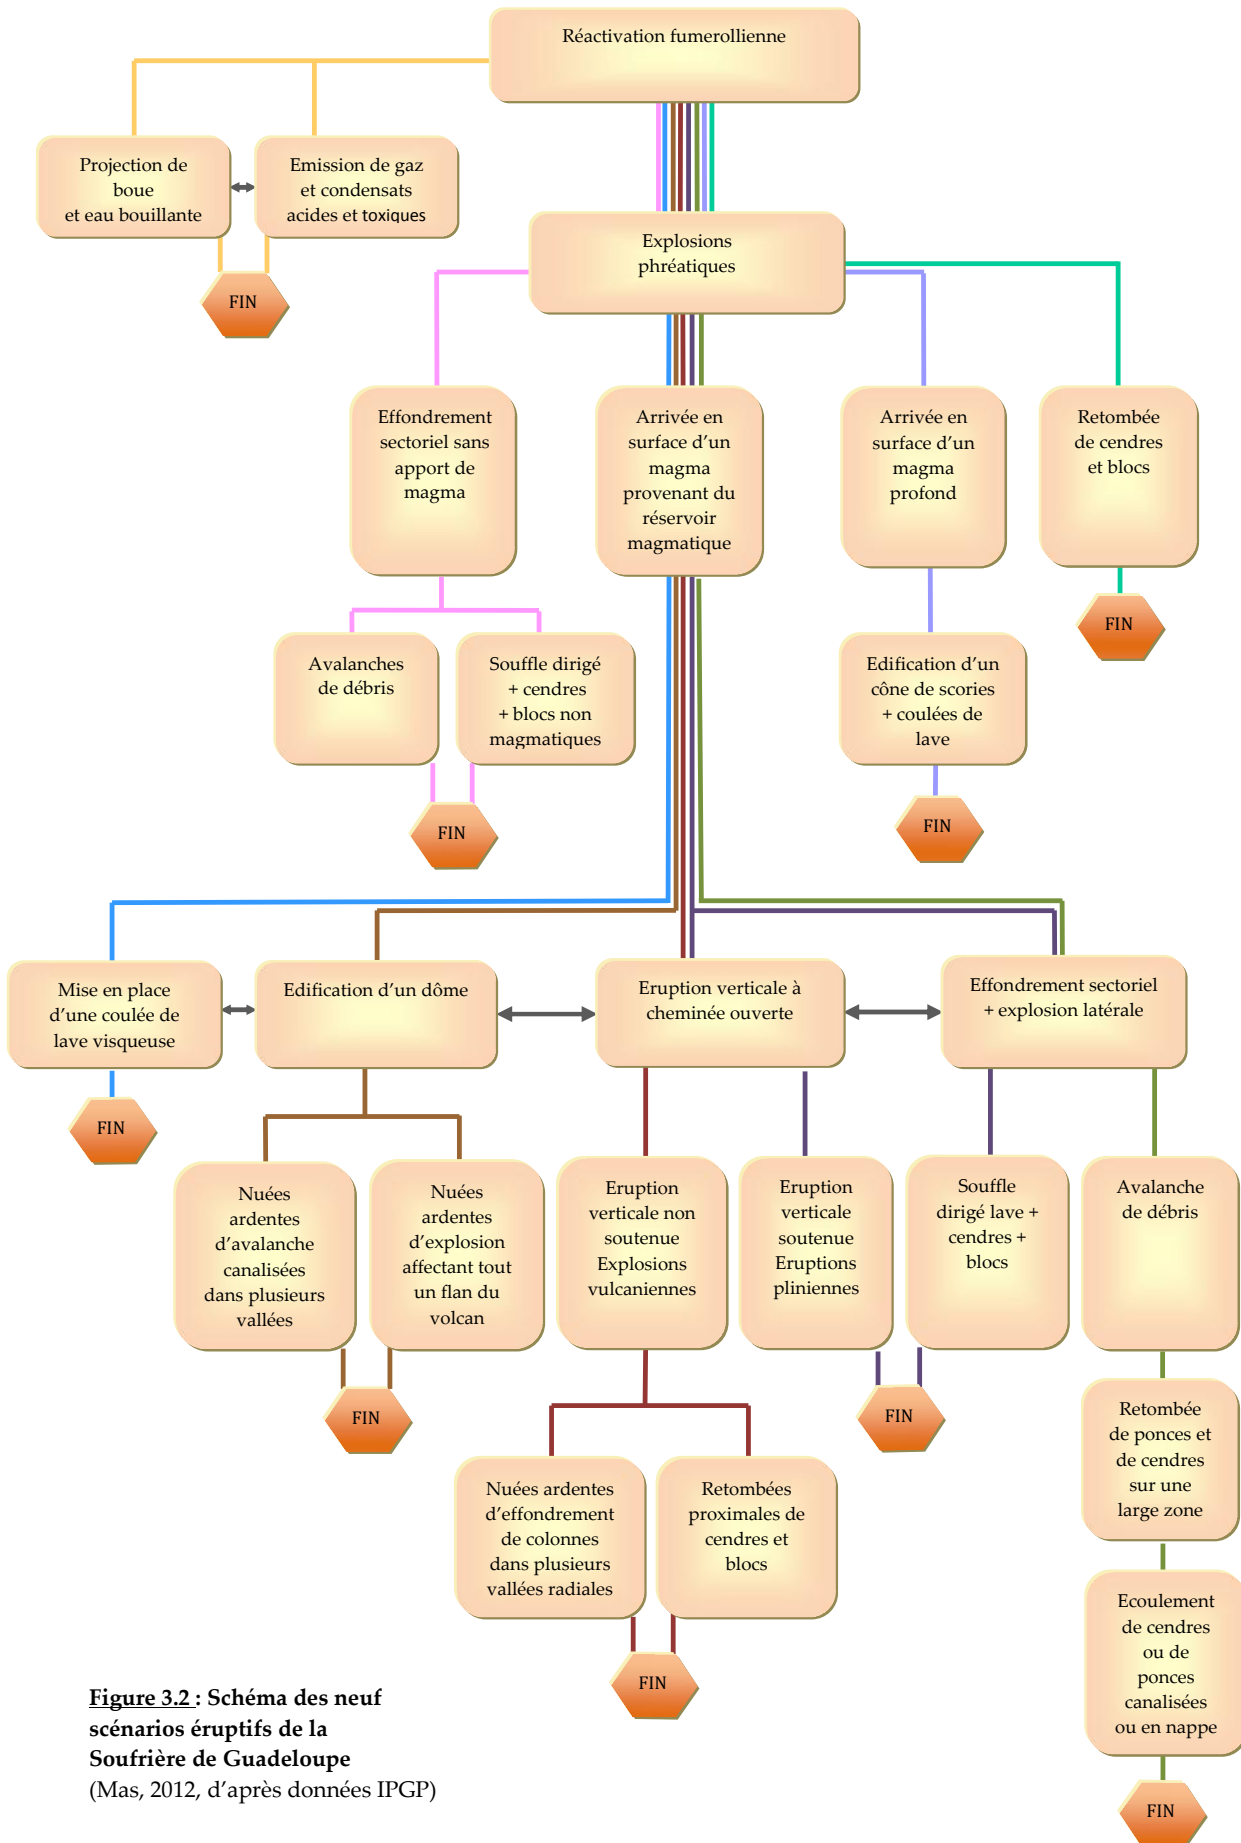 Réactivation fumerollienne
Projection de
boue
et eau bouillante
Emission de gaz
et condensats
acides et toxiques
FIN
Explosions
phréatiques
Effondrement
sectoriel sans
apport de
magma
Arrivée en
surface d'un
magma
provenant du
réservoir
magmatique
Arrivée en
surface d'un
magma
profond
Retombée
de cendres
et blocs
FIN
Avalanches
de débris
Souffle dirigé
+ cendres
+ blocs non
magmatiques
FIN
Edification d'un
cône de scories
+ coulées de
lave
FIN
Mise en place
d'une coulée de
lave visqueuse
FIN
Edification d'un dôme
Eruption verticale à
cheminée ouverte
Effondrement sectoriel
+ explosion latérale
Nuées
ardentes
d'avalanche
canalisées
dans plusieurs
vallées
Nuées
ardentes
d'explosion
affectant tout
un flan du
volcan
FIN
Eruption
verticale non
soutenue
Explosions
vulcaniennes
Eruption
verticale
soutenue
Eruptions
pliniennes
Souffle
dirigé lave +
cendres +
blocs
FIN
Avalanche
de débris
Nuées ardentes
d'effondrement
de colonnes
dans plusieurs
vallées radiales
Retombées
proximales de
cendres et
blocs
FIN
Retombée
de ponces et
de cendres
sur une
large zone
Ecoulement
de cendres
ou de
ponces
canalisées
ou en nappe
FIN
Figure 3.2 : Schéma des neuf
scénarios éruptifs de la
Soufrière de Guadeloupe
(Mas, 2012, d'après données IPGP)